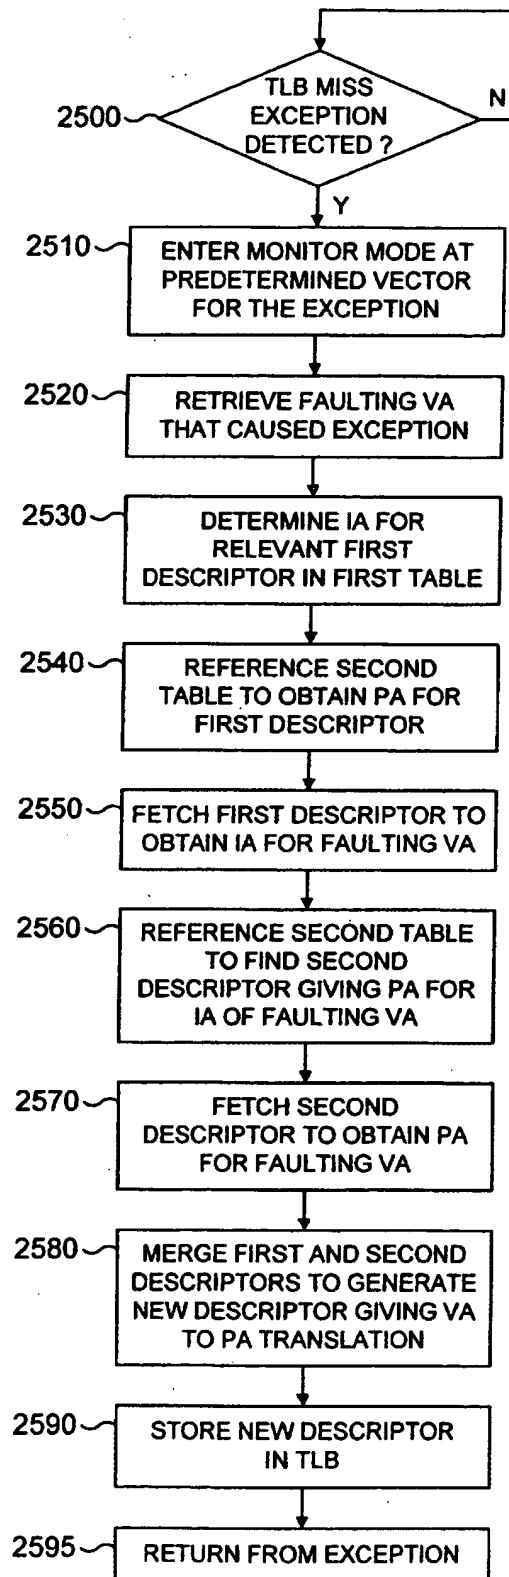 TLB MISS
EXCEPTION
DETECTED ?
2500
N
Y
2510
ENTER MONITOR MODE AT
PREDETERMINED VECTOR
FOR THE EXCEPTION
2520
RETRIEVE FAULTING VA
THAT CAUSED EXCEPTION
2530
DETERMINE IA FOR
RELEVANT FIRST
DESCRIPTOR IN FIRST TABLE
2540
REFERENCE SECOND
TABLE TO OBTAIN PA FOR
FIRST DESCRIPTOR
2550
FETCH FIRST DESCRIPTOR TO
OBTAIN IA FOR FAULTING VA
2560
REFERENCE SECOND TABLE
TO FIND SECOND
DESCRIPTOR GIVING PA FOR
IA OF FAULTING VA
2570
FETCH SECOND
DESCRIPTOR TO OBTAIN PA
FOR FAULTING VA
2580
MERGE FIRST AND SECOND
DESCRIPTORS TO GENERATE
NEW DESCRIPTOR GIVING VA
TO PA TRANSLATION
2590
STORE NEW DESCRIPTOR
IN TLB
2595
RETURN FROM EXCEPTION